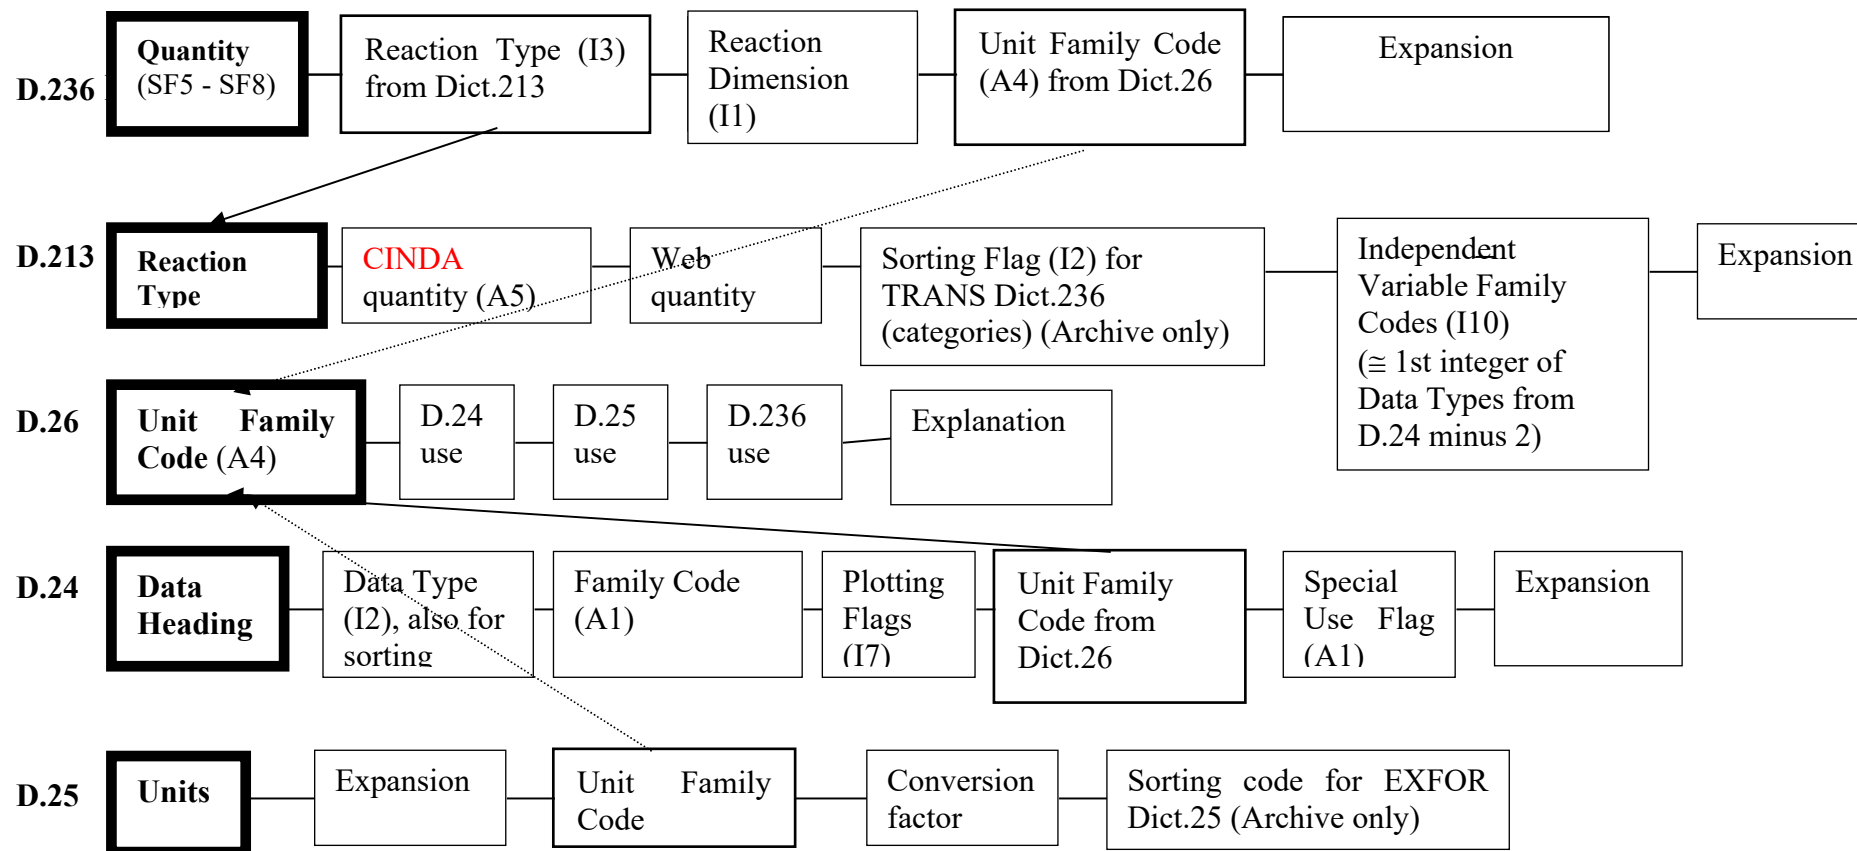 D.236
Quantity
(SF5 - SF8)
Reaction Type (I3)
from Dict.213
Reaction
Dimension
(I1)
Unit Family Code
(A4) from Dict.26
Expansion
D.213
Reaction
Type
CINDA
quantity (A5)
Web
quantity
Sorting Flag (I2) for
TRANS Dict.236
(categories) (Archive only)
Independent
Variable Family
Codes (I10)
(≅ 1st integer of
Data Types from
D.24 minus 2)
Expansion
D.26
Unit Family
Code (A4)
D.24
use
D.25
use
D.236
use
Explanation
D.24
Data
Heading
Data Type
(I2), also for
sorting
Family Code
(A1)
Plotting
Flags
(I7)
Unit Family
Code from
Dict.26
Special
Use Flag
(A1)
Expansion
D.25
Units
Expansion
Unit Family
Code
Conversion
factor
Sorting code for EXFOR
Dict.25 (Archive only)